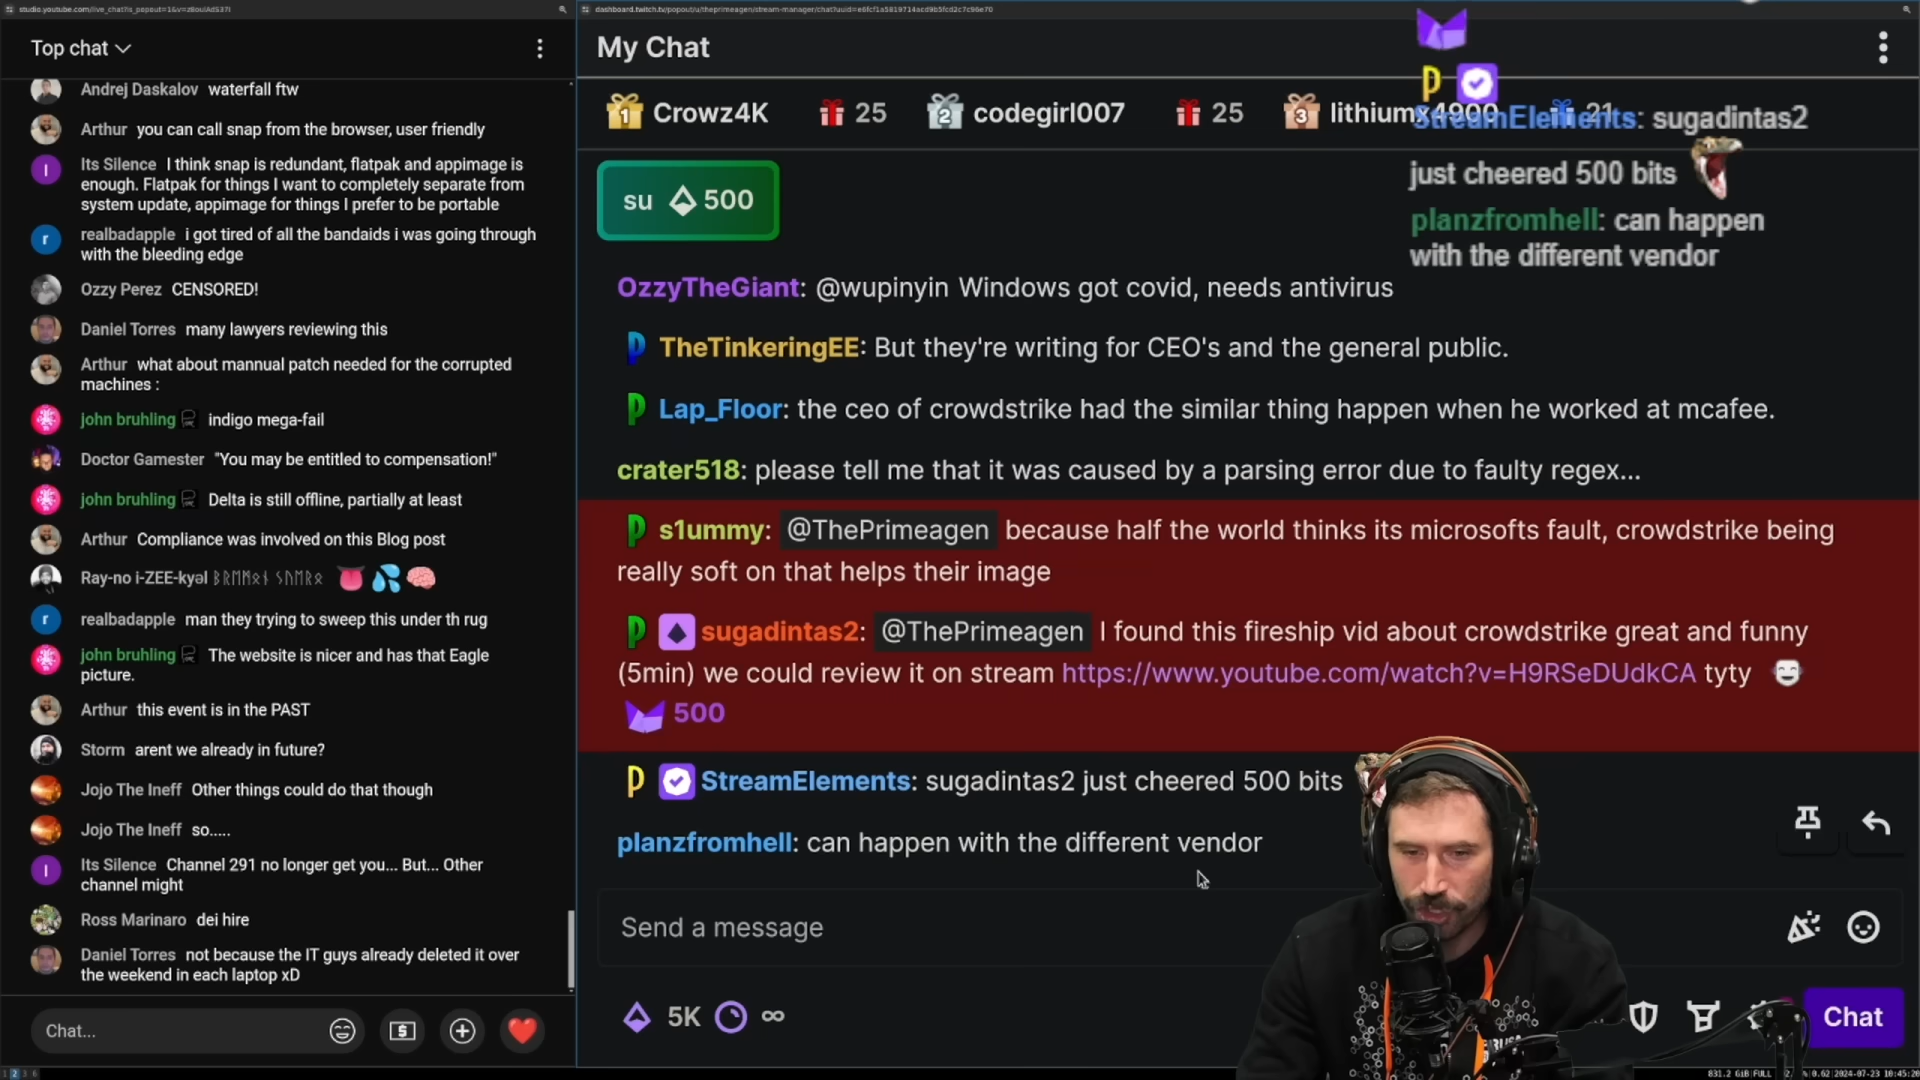 studio.youtube.com/live_chat?is_popout=1&v=z8ouIAdS37I
Top chat
Andrej Daskalov waterfall ftw
Arthur you can call snap from the browser, user friendly
Its Silence I think snap is redundant, flatpak and appimage is
enough. Flatpak for things I want to completely separate from
system update, appimage for things I prefer to be portable
realbadapple i got tired of all the bandaids i was going through
with the bleeding edge
Ozzy Perez CENSORED!
Daniel Torres many lawyers reviewing this
Arthur what about mannual patch needed for the corrupted
machines :
john bruhling indigo mega-fail
Doctor Gamester "You may be entitled to compensation!"
john bruhling Delta is still offline, partially at least
Arthur Compliance was involved on this Blog post
Ray-no i-ZEE-kyəl
realbadapple man they trying to sweep this under th rug
john bruhling The website is nicer and has that Eagle
picture.
Arthur this event is in the PAST
Storm arent we already in future?
Jojo The Ineff Other things could do that though
Jojo The Ineff so.....
Its Silence Channel 291 no longer get you... But... Other
channel might
Ross Marinaro dei hire
Daniel Torres not because the IT guys already deleted it over
the weekend in each laptop xD
Chat...
My Chat
1 Crowz4K 25 2 codegirl007 25 3 lithiumx4900 21
su 500
OzzyTheGiant: @wupinyin Windows got covid, needs antivirus
TheTinkeringEE: But they're writing for CEO's and the general public.
Lap_Floor: the ceo of crowdstrike had the similar thing happen when he worked at mcafee.
crater518: please tell me that it was caused by a parsing error due to faulty regex...
s1ummy: @ThePrimeagen because half the world thinks its microsofts fault, crowdstrike being
really soft on that helps their image
sugadintas2: @ThePrimeagen I found this fireship vid about crowdstrike great and funny
(5min) we could review it on stream https://www.youtube.com/watch?v=H9RSeDUdkCA tyty
500
StreamElements: sugadintas2 just cheered 500 bits
planzfromhell: can happen with the different vendor
Send a message
5K ∞
Chat
StreamElements: sugadintas2
just cheered 500 bits
planzfromhell: can happen
with the different vendor